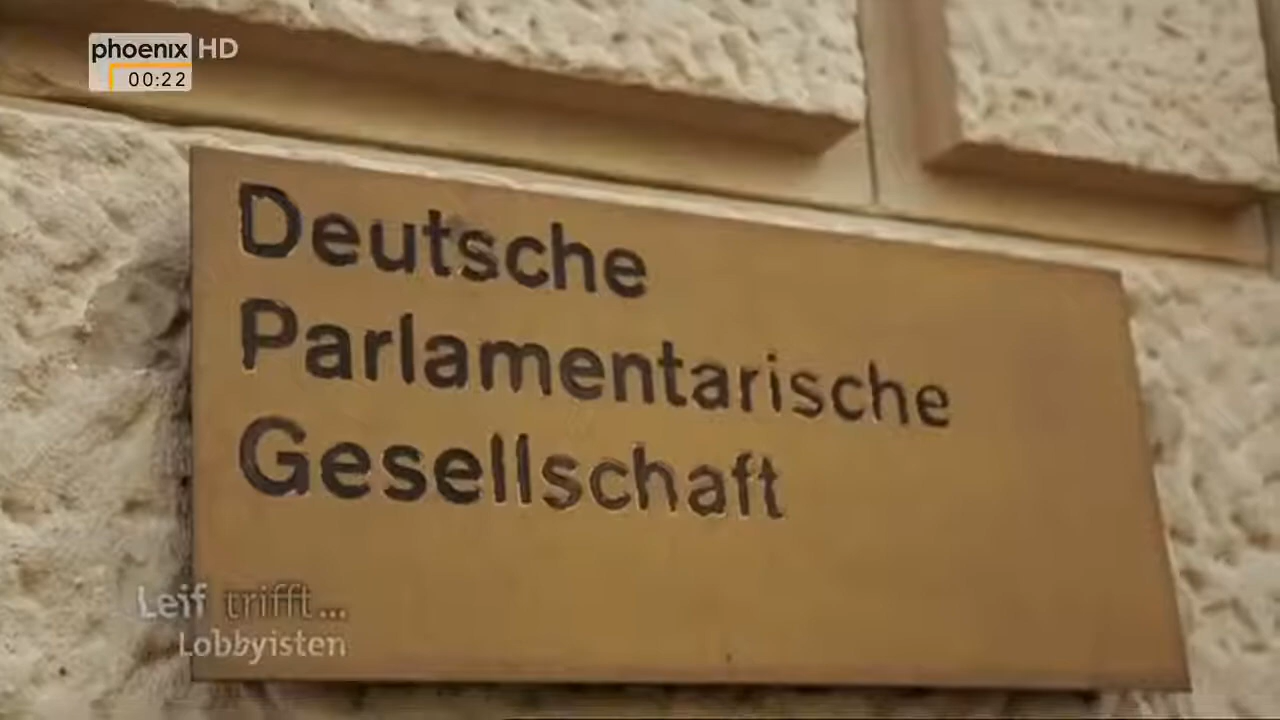 phoenix HD
00:22
Deutsche
Parlamentarische
Gesellschaft
Leif trifft...
Lobbyisten